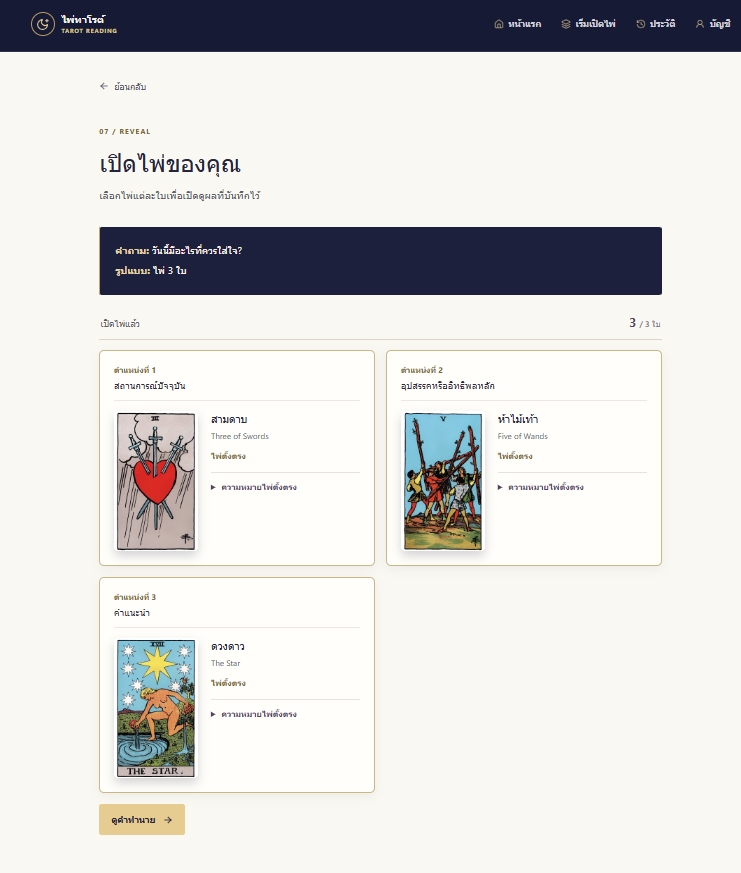 ไพ่ทาโรต์
TAROT READING
หน้าแรก
เริ่มเปิดไพ่
ประวัติ
บัญชี
← ย้อนกลับ
07 / REVEAL
เปิดไพ่ของคุณ
เลือกไพ่แต่ละใบเพื่อเปิดดูผลที่บันทึกไว้
คำถาม: วันนี้มีอะไรที่ควรใส่ใจ?
รูปแบบ: ไพ่ 3 ใบ
เปิดไพ่แล้ว
3 / 3 ใบ
ตำแหน่งที่ 1
สถานการณ์ปัจจุบัน
III
สามดาบ
Three of Swords
ไพ่ตั้งตรง
▶ ความหมายไพ่ตั้งตรง
ตำแหน่งที่ 2
อุปสรรคหรืออิทธิพลหลัก
V
ห้าไม้เท้า
Five of Wands
ไพ่ตั้งตรง
▶ ความหมายไพ่ตั้งตรง
ตำแหน่งที่ 3
คำแนะนำ
XVII
THE STAR.
ดวงดาว
The Star
ไพ่ตั้งตรง
▶ ความหมายไพ่ตั้งตรง
ดูคำทำนาย →